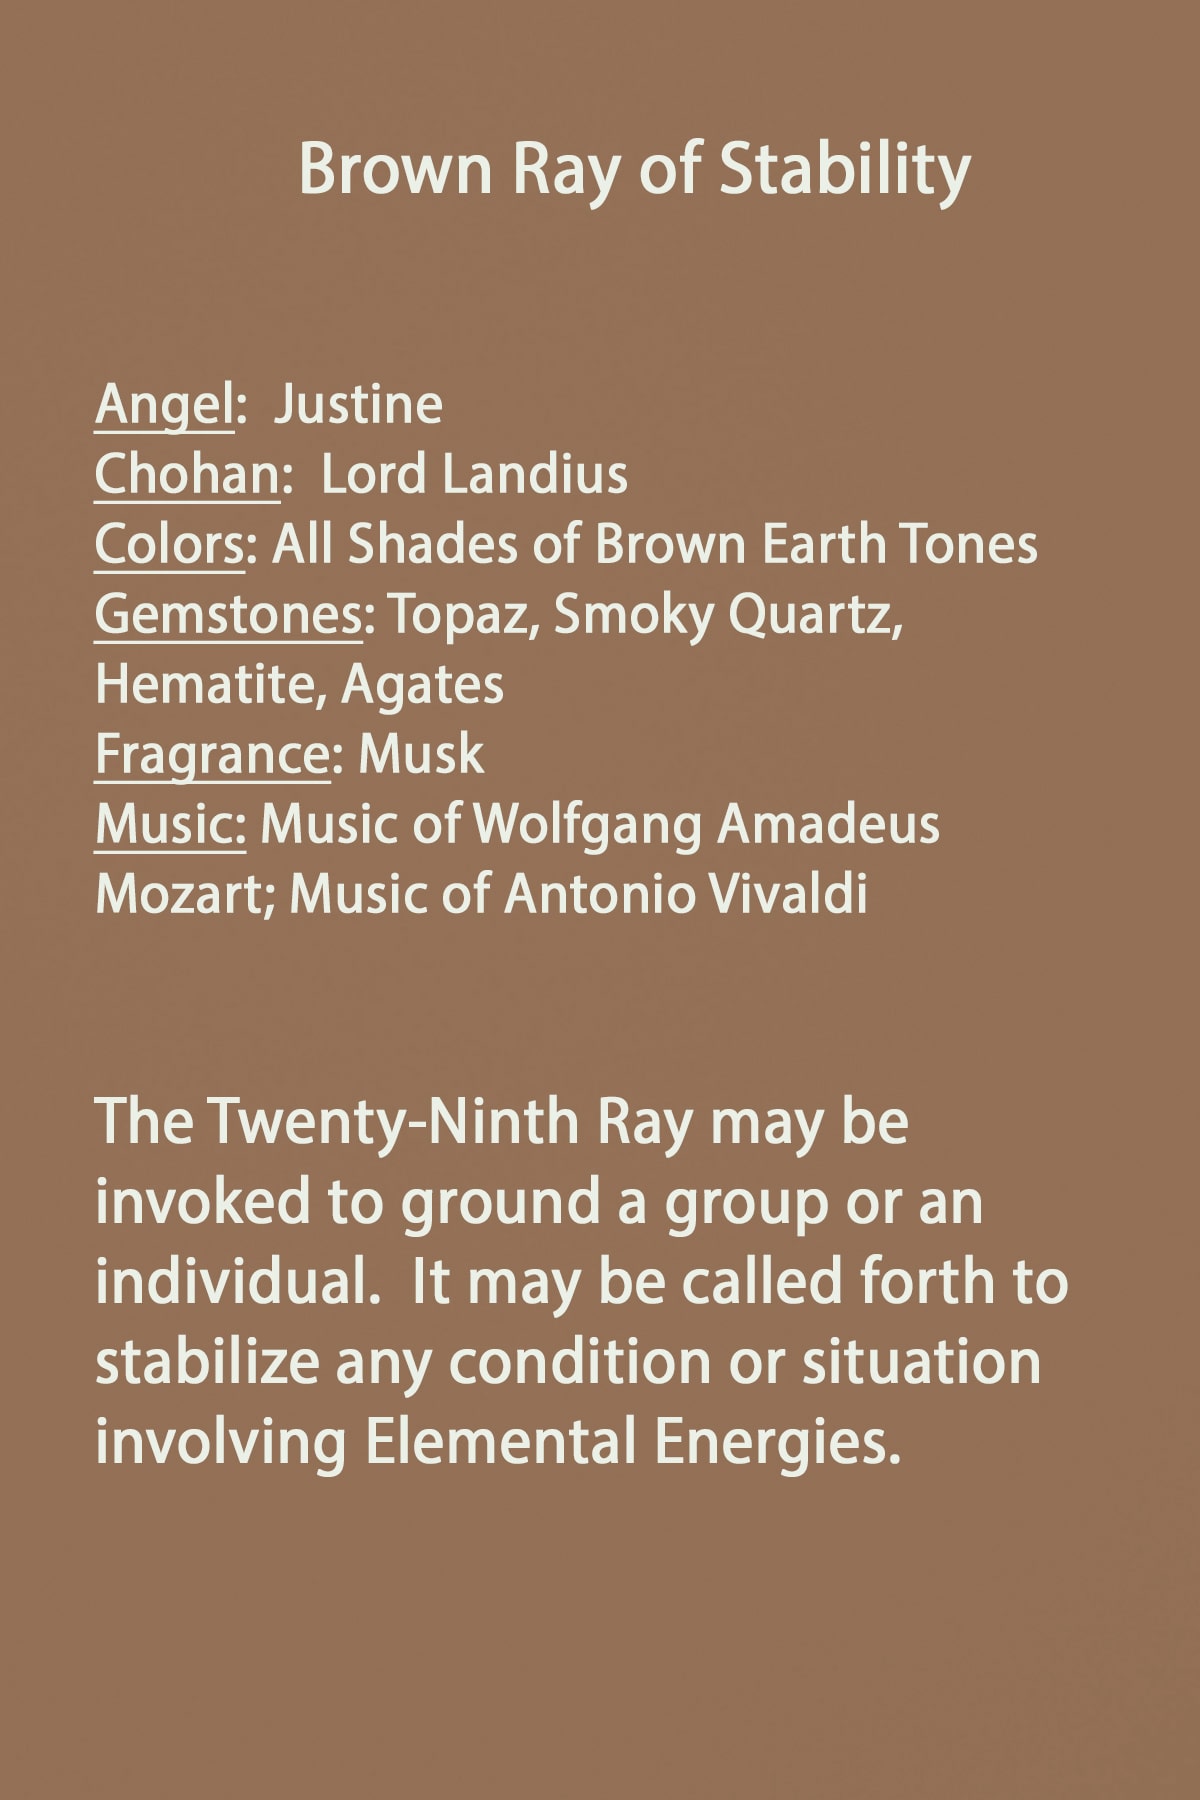 Brown Ray of Stability
Angel:  Justine
Chohan:  Lord Landius
Colors: All Shades of Brown Earth Tones
Gemstones: Topaz, Smoky Quartz,
Hematite, Agates
Fragrance: Musk
Music: Music of Wolfgang Amadeus
Mozart; Music of Antonio Vivaldi
The Twenty-Ninth Ray may be
invoked to ground a group or an
individual.  It may be called forth to
stabilize any condition or situation
involving Elemental Energies.